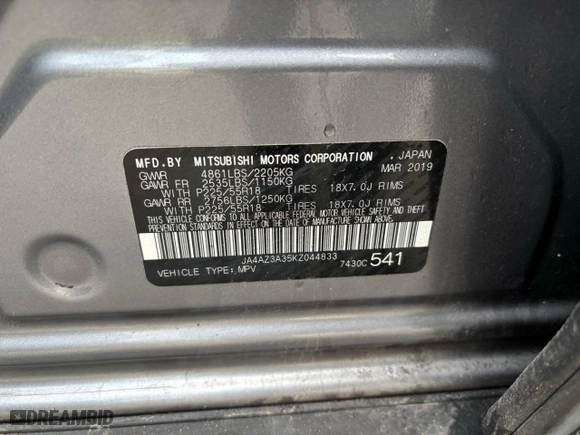 MFD.BY MITSUBISHI MOTORS CORPORATION , JAPAN
GVWR 4861LBS/2205KG MAR 2019
GAWR FR 2535LBS/1150KG
WITH P225/55R18 TIRES 18X7.0J RIMS
GAWR RR 2756LBS/1250KG
WITH P225/55R18 TIRES 18X7.0J RIMS
THIS VEHICLE CONFORMS TO ALL APPLICABLE FEDERAL MOTOR VEHICLE SAFETY AND THEFT
PREVENTION STANDARDS IN EFFECT ON THE DATE OF MANUFACTURE SHOWN ABOVE.
JA4AZ3A35KZ044833
VEHICLE TYPE: MPV 7430C 541
DREAMBID